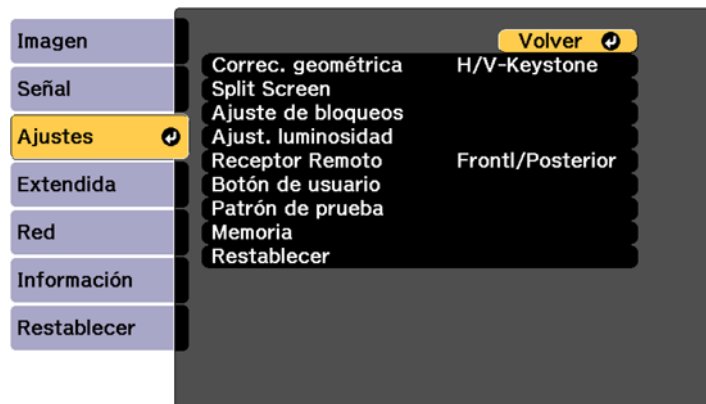 Imagen
Señal
Ajustes
Extendida
Red
Información
Restablecer
Volver
Correc. geométrica H/V-Keystone
Split Screen
Ajuste de bloqueos
Ajust. luminosidad
Receptor Remoto Frontl/Posterior
Botón de usuario
Patrón de prueba
Memoria
Restablecer